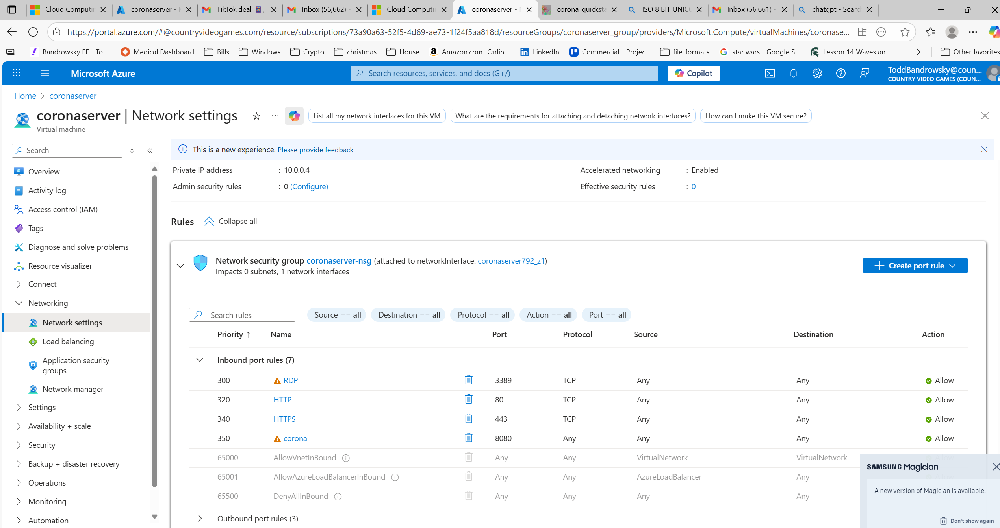 Cloud Computin
coronaserver - M
TikTok deal
Inbox (56,662) -
Cloud Computin
coronaserver - N
corona_quicksta
ISO 8 BIT UNICO
Inbox (56,661) -
chatgpt - Search
https://portal.azure.com/#@countryvideogames.com/resource/subscriptions/73a90a63-52f5-4d69-ae73-1f24f5aa818d/resourceGroups/coronaserver_group/providers/Microsoft.Compute/virtualMachines/coronase...
Bandrowsky FF - To...
Medical Dashboard
Bills
Windows
Crypto
christmas
House
Amazon.com- Onlin...
LinkedIn
Commercial - Projec...
file_formats
star wars - Google S...
Lesson 14 Waves an...
Other favorites
Microsoft Azure
Search resources, services, and docs (G+/)
Copilot
ToddBandrowsky@coun...
COUNTRY VIDEO GAMES (COUN...
Home > coronaserver
coronaserver | Network settings
Virtual machine
List all my network interfaces for this VM
What are the requirements for attaching and detaching network interfaces?
How can I make this VM secure?
Search
This is a new experience. Please provide feedback
Overview
Activity log
Access control (IAM)
Tags
Diagnose and solve problems
Resource visualizer
Connect
Networking
Network settings
Load balancing
Application security
groups
Network manager
Settings
Availability + scale
Security
Backup + disaster recovery
Operations
Monitoring
Automation
Private IP address : 10.0.0.4
Accelerated networking : Enabled
Admin security rules : 0 (Configure)
Effective security rules : 0
Rules Collapse all
Network security group coronaserver-nsg (attached to networkInterface: coronaserver792_z1)
Impacts 0 subnets, 1 network interfaces
Create port rule
Search rules
Source == all
Destination == all
Protocol == all
Action == all
Port == all
Priority ↑ Name Port Protocol Source Destination Action
Inbound port rules (7)
300 RDP 3389 TCP Any Any Allow
320 HTTP 80 TCP Any Any Allow
340 HTTPS 443 TCP Any Any Allow
350 corona 8080 Any Any Any Allow
65000 AllowVnetInBound Any Any VirtualNetwork VirtualNetwork Allow
65001 AllowAzureLoadBalancerInBound Any Any AzureLoadBalancer Any Allow
65500 DenyAllInBound Any Any Any Any
Outbound port rules (3)
SAMSUNG Magician
A new version of Magician is available.
Don't show again